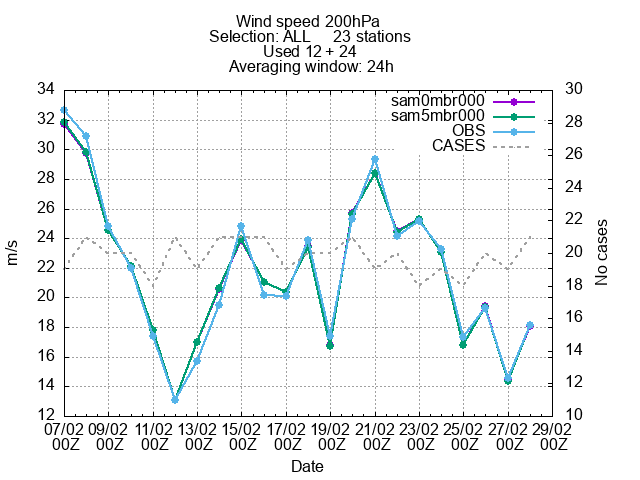 Wind speed 200hPa
Selection: ALL 23 stations
Used 12 + 24
Averaging window: 24h
sam0mbr000
sam5mbr000
OBS
CASES
m/s
34
32
30
28
26
24
22
20
18
16
14
12
No cases
30
28
26
24
22
20
18
16
14
12
10
07/02 09/02 11/02 13/02 15/02 17/02 19/02 21/02 23/02 25/02 27/02 29/02
00Z 00Z 00Z 00Z 00Z 00Z 00Z 00Z 00Z 00Z 00Z 00Z
Date